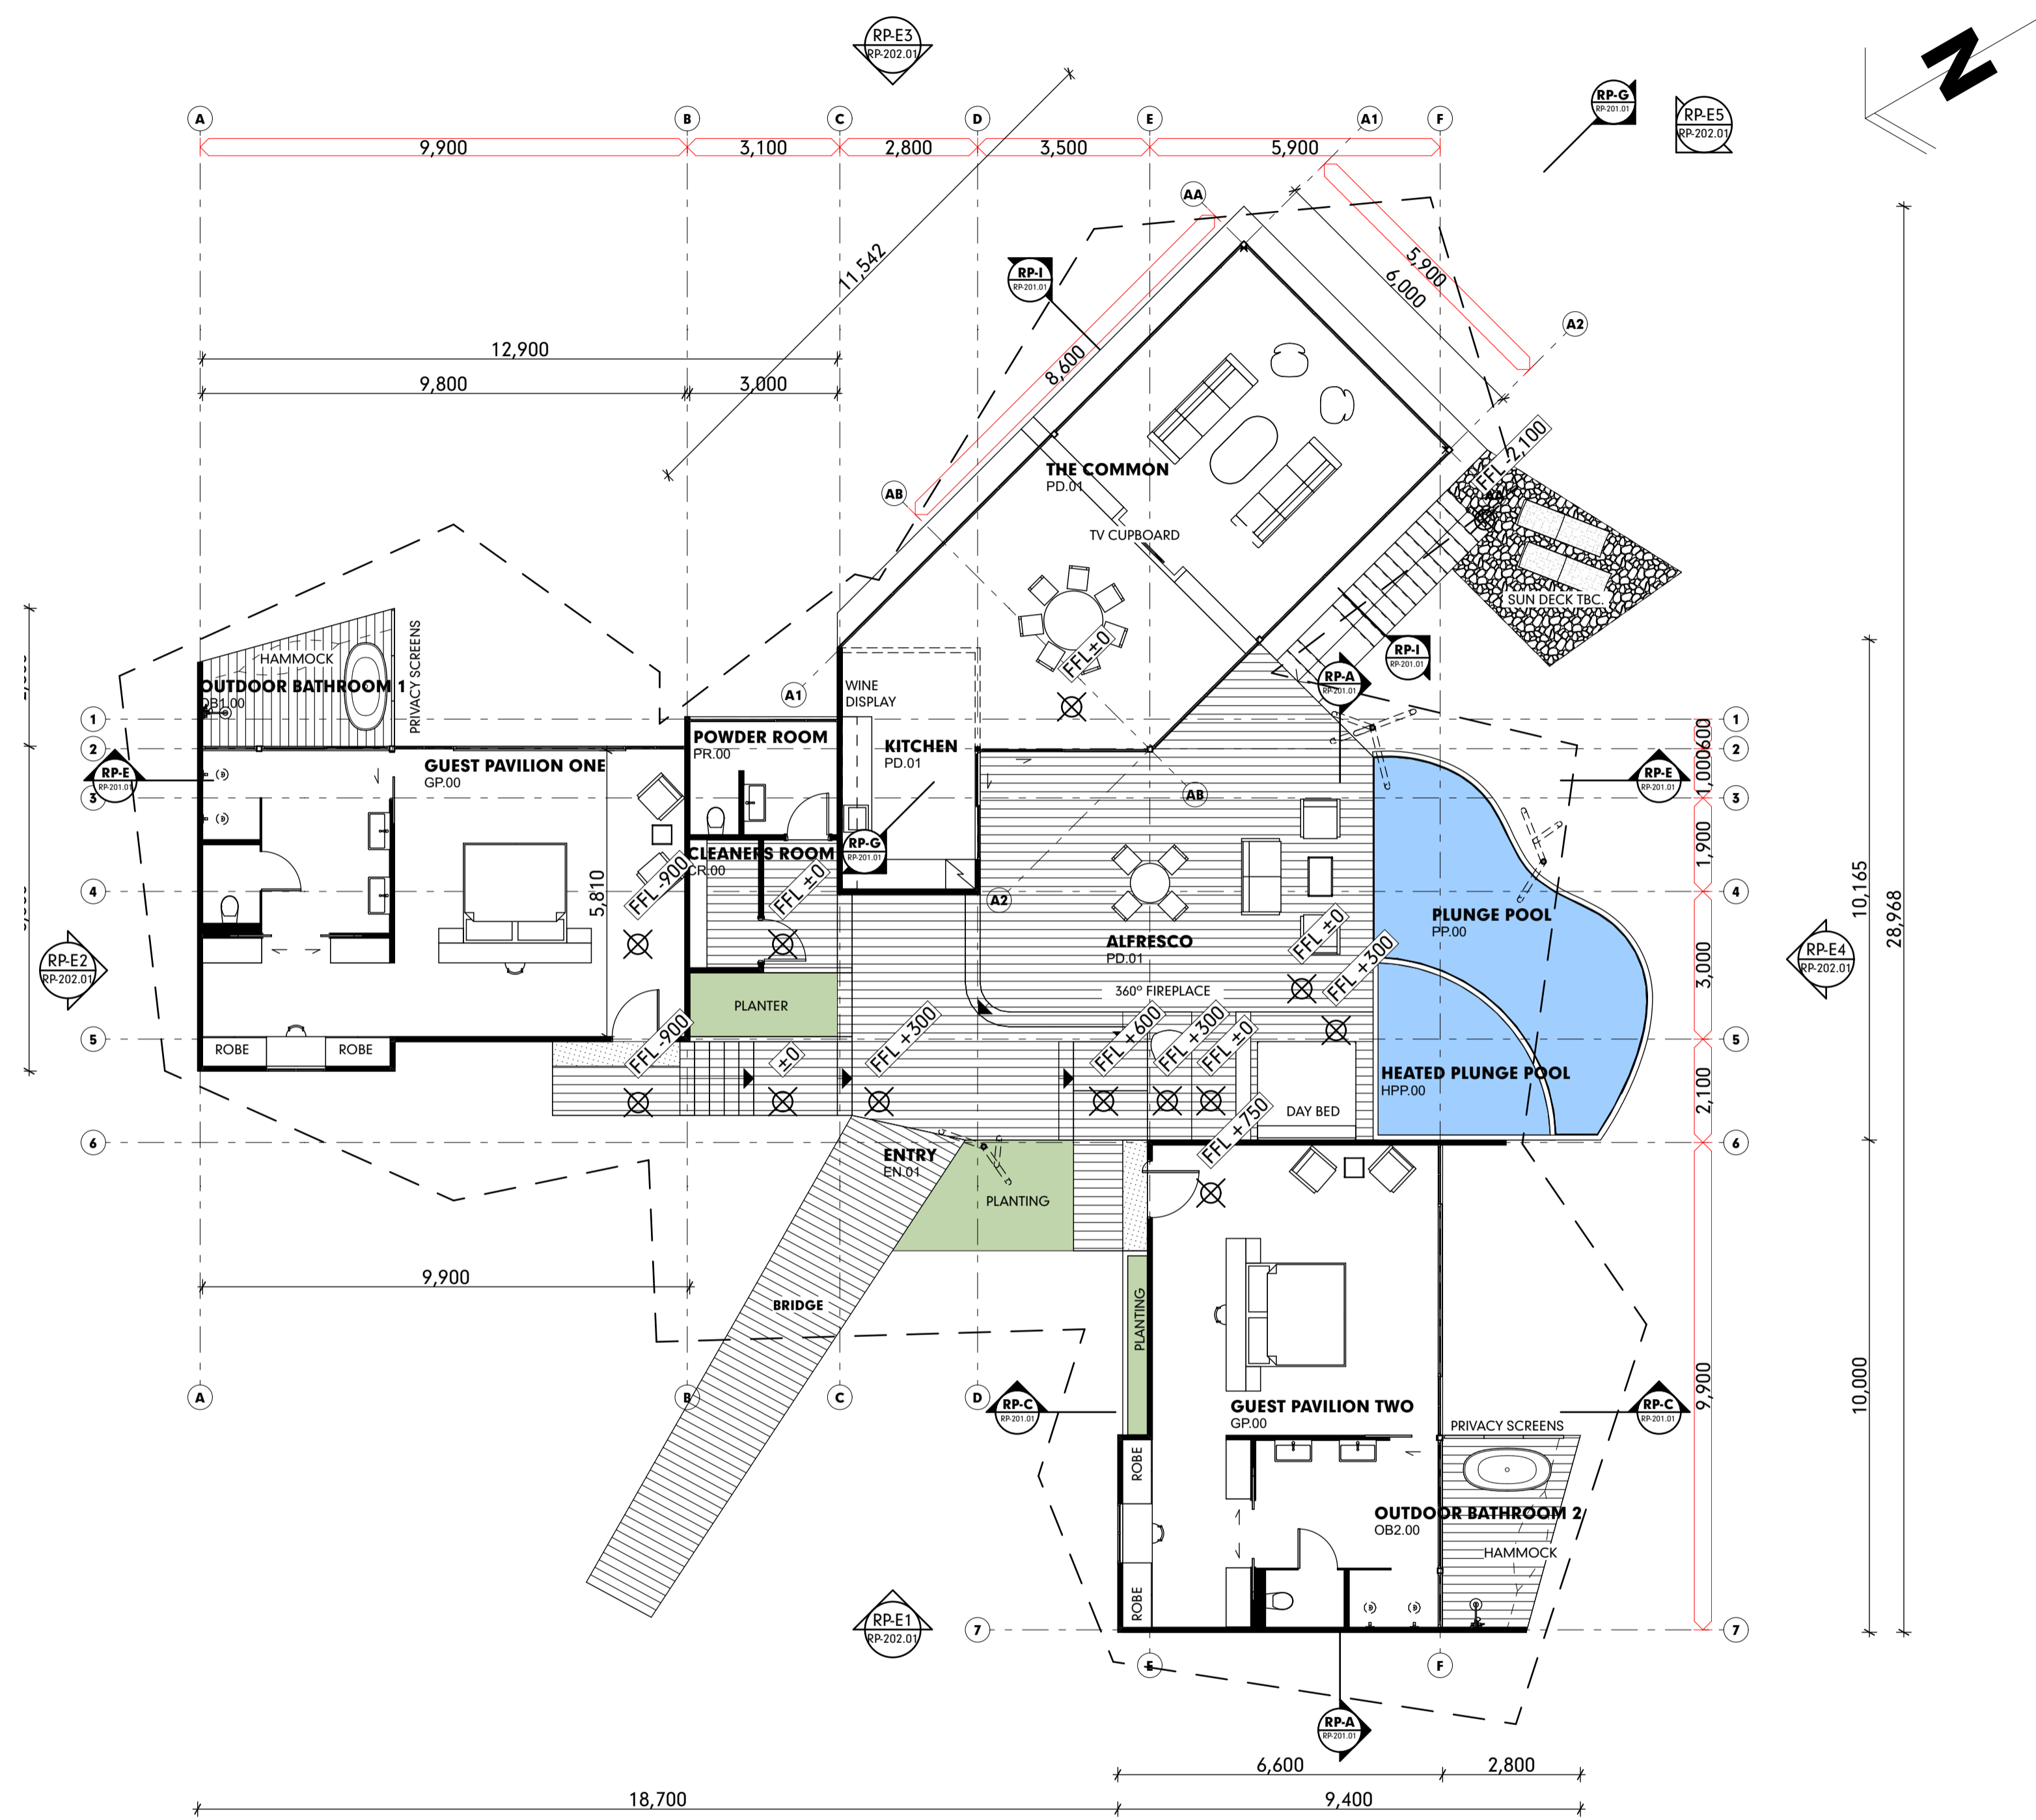 RP-E3
RP-202.01
N
RP-G
RP-201.01
RP-E5
RP-202.01
A
B
C
D
E
A1
F
9,900
3,100
2,800
3,500
5,900
AA
11,542
5,900
6,000
RP-I
RP-201.01
A2
12,900
8,600
9,800
3,000
FFL -2,100
THE COMMON
PD.01
AB
TV CUPBOARD
SUN DECK TBC.
HAMMOCK
PRIVACY SCREENS
FFL±0
RP-I
RP-201.01
OUTDOOR BATHROOM 1
OB1.00
WINE
DISPLAY
A1
RP-A
RP-201.01
1
1
POWDER ROOM
PR.00
KITCHEN
PD.01
600
2
2
GUEST PAVILION ONE
GP.00
1,000
RP-E
RP-201.01
RP-E
RP-201.01
3
AB
3
CLEANERS ROOM
CR.00
RP-G
RP-201.01
1,900
FFL -900
FFL ±0
5,810
4
A2
4
10,165
28,968
PLUNGE POOL
PP.00
ALFRESCO
PD.01
FFL ±0
FFL +300
RP-E2
RP-202.01
3,000
RP-E4
RP-202.01
360º FIREPLACE
PLANTER
5
ROBE
ROBE
FFL -900
±0
FFL +300
FFL +600
FFL +300
FFL ±0
5
HEATED PLUNGE POOL
HPP.00
2,100
DAY BED
FFL +750
6
6
ENTRY
EN.01
PLANTING
9,900
BRIDGE
PLANTING
A
B
C
D
RP-C
RP-201.01
GUEST PAVILION TWO
GP.00
RP-C
RP-201.01
9,900
10,000
PRIVACY SCREENS
ROBE
OUTDOOR BATHROOM 2
OB2.00
HAMMOCK
ROBE
RP-E1
RP-202.01
7
7
E
F
RP-A
RP-201.01
6,600
2,800
18,700
9,400